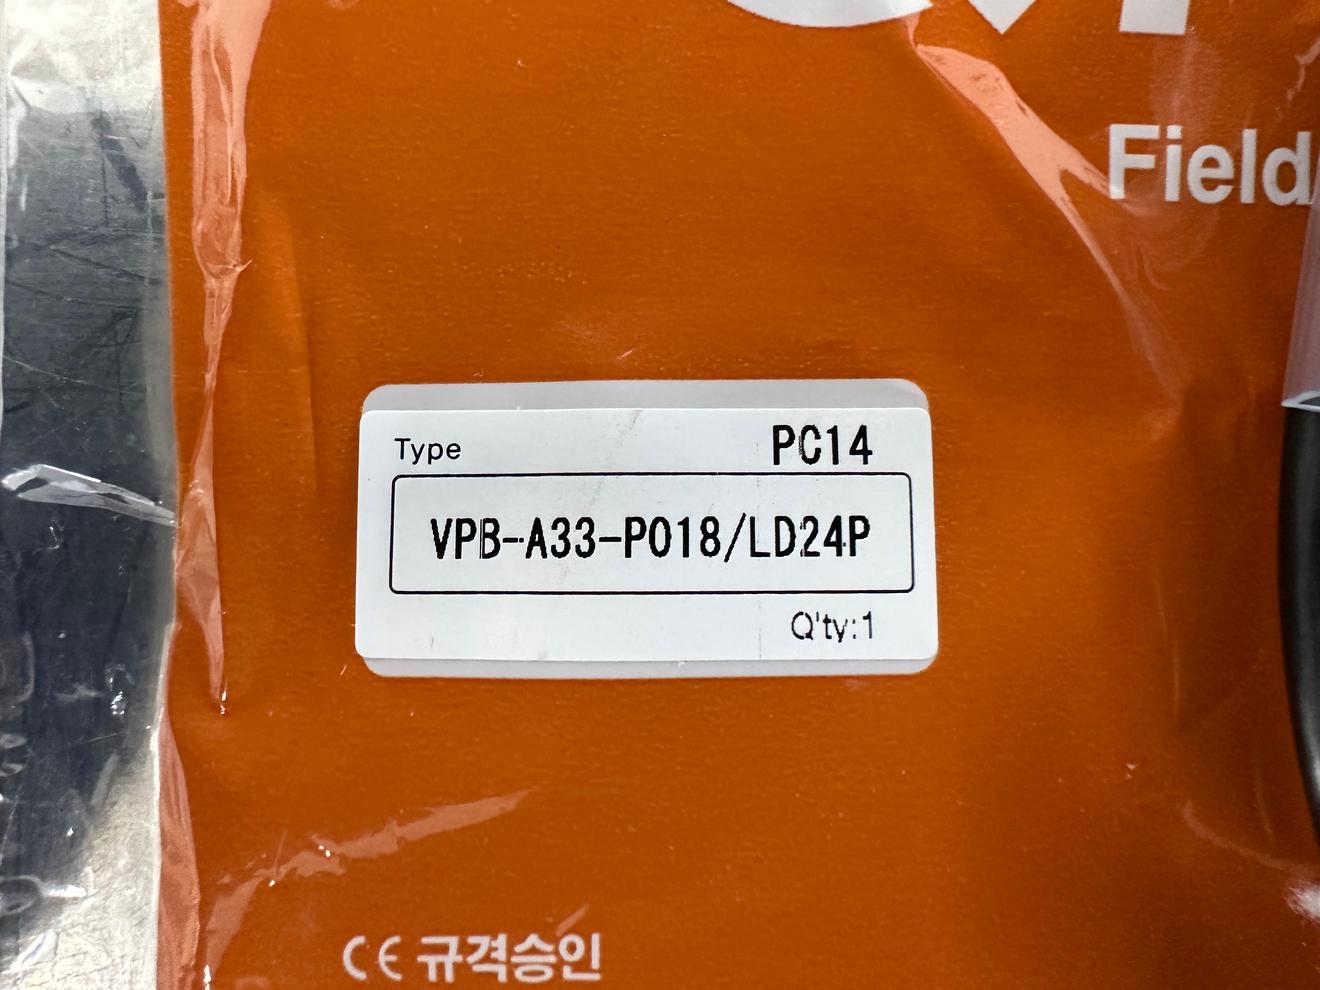 Field
Type PC14
VPB-A33-P018/LD24P
Q'ty:1
CE 규격승인